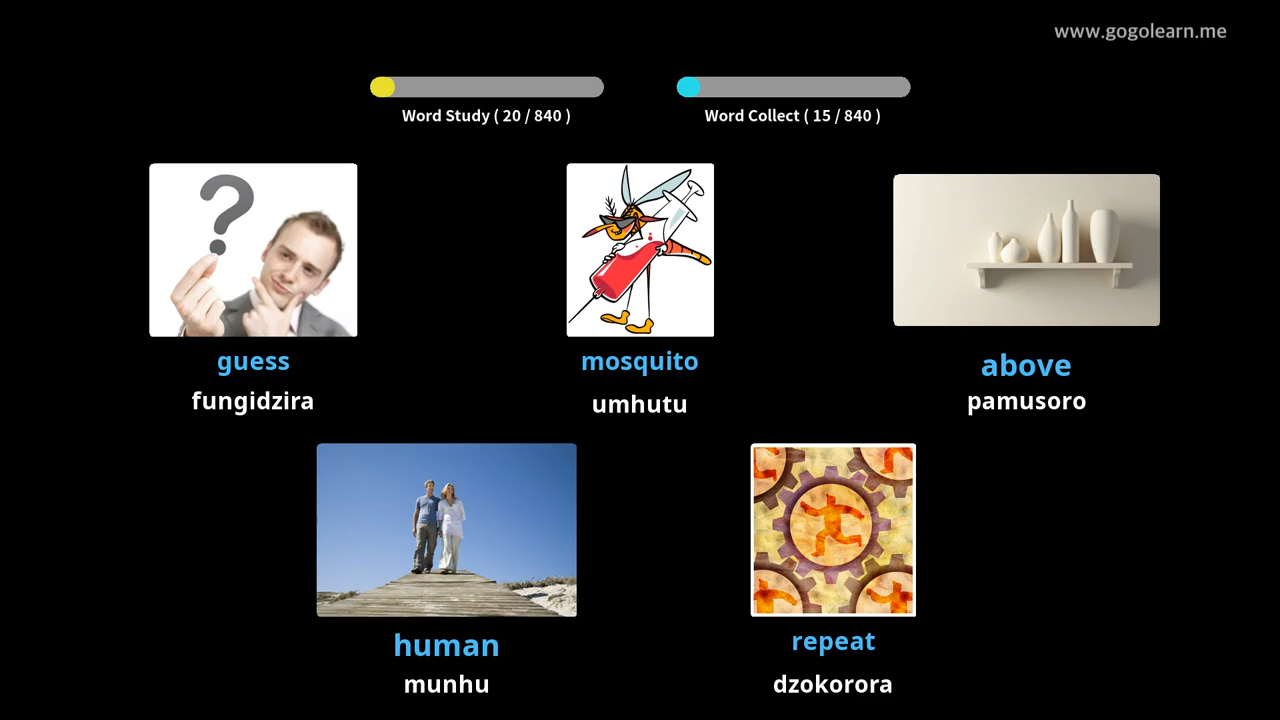 www.gogolearn.me
Word Study ( 20 / 840 )
Word Collect ( 15 / 840 )
guess
fungidzira
mosquito
umhutu
above
pamusoro
human
munhu
repeat
dzokorora